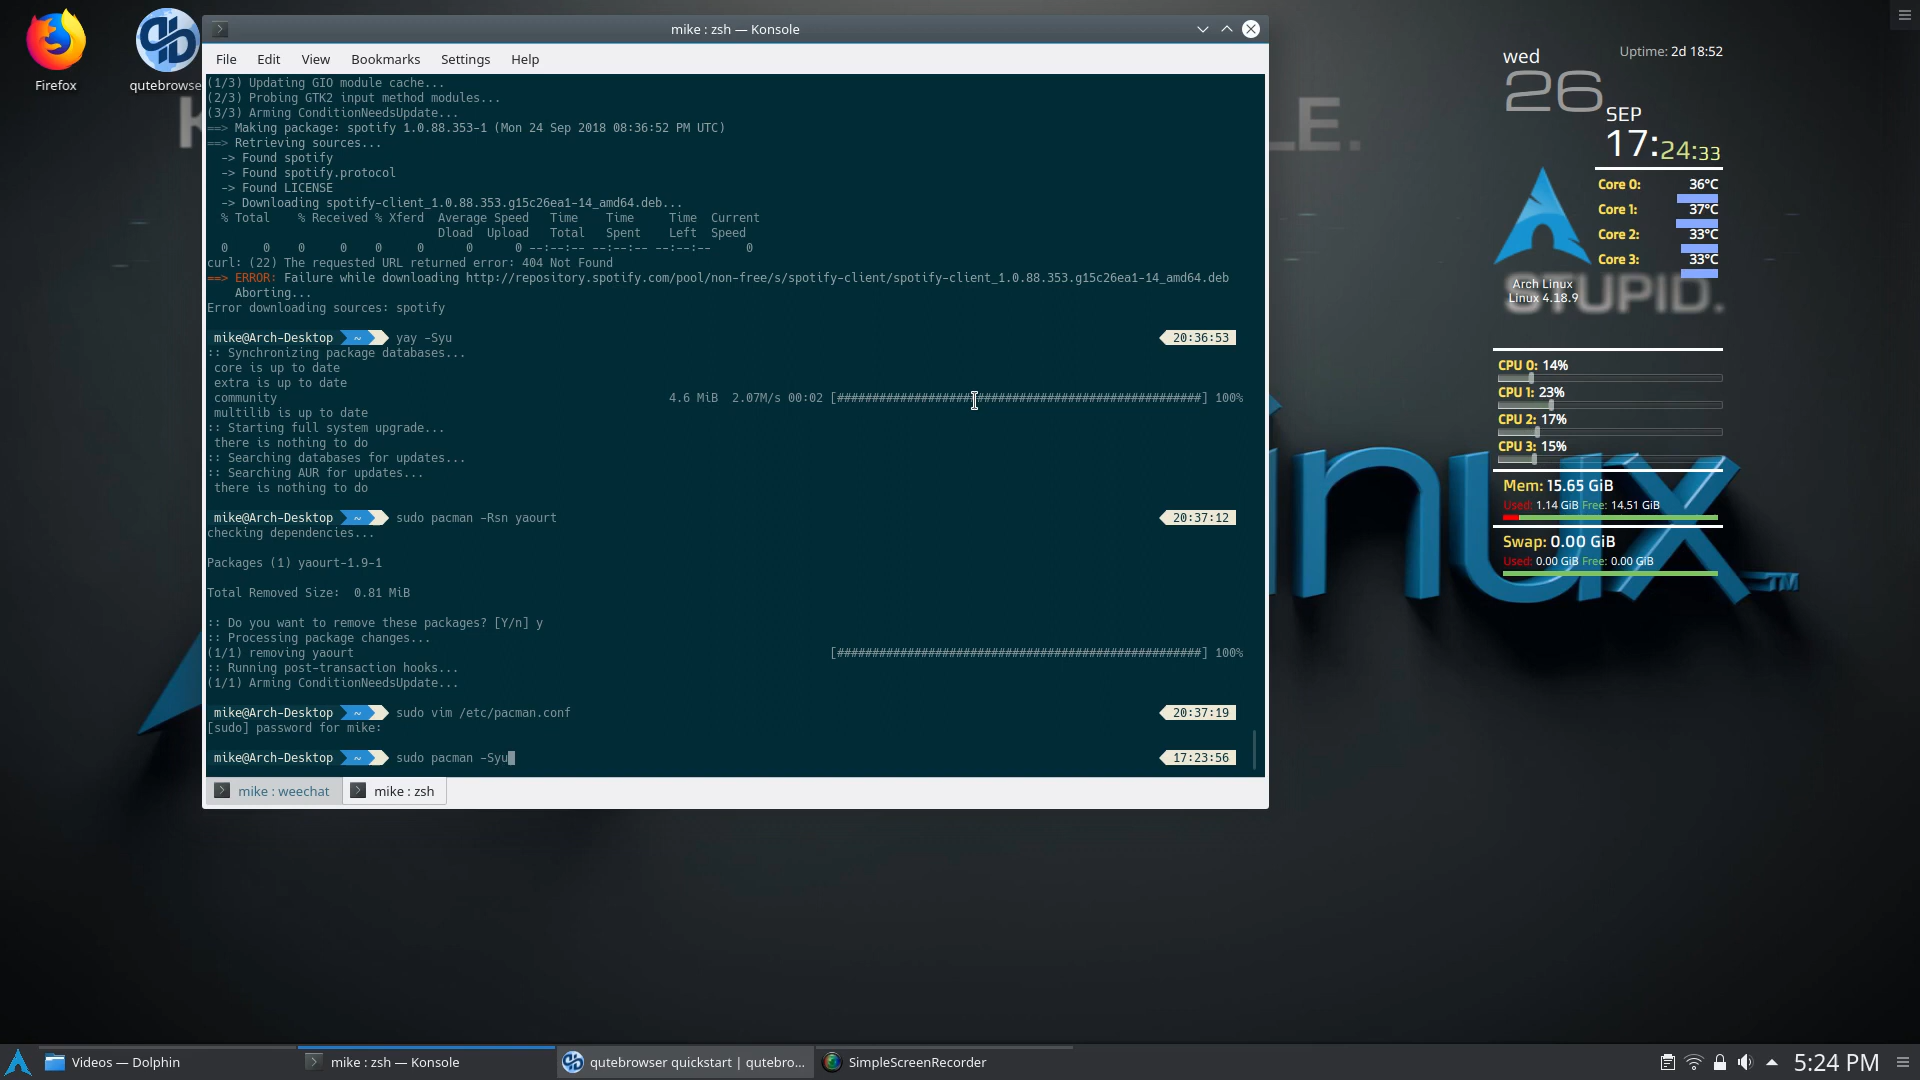 mike : zsh — Konsole
File Edit View Bookmarks Settings Help
Firefox
qutebrowse
(1/3) Updating GIO module cache...
(2/3) Probing GTK2 input method modules...
(3/3) Arming ConditionNeedsUpdate...
==> Making package: spotify 1.0.88.353-1 (Mon 24 Sep 2018 08:36:52 PM UTC)
==> Retrieving sources...
  -> Found spotify
  -> Found spotify.protocol
  -> Found LICENSE
  -> Downloading spotify-client_1.0.88.353.g15c26ea1-14_amd64.deb...
  % Total    % Received % Xferd  Average Speed   Time    Time     Time  Current
                                 Dload  Upload   Total   Spent    Left  Speed
  0     0    0     0    0     0      0      0 --:--:-- --:--:-- --:--:--     0
curl: (22) The requested URL returned error: 404 Not Found
==> ERROR: Failure while downloading http://repository.spotify.com/pool/non-free/s/spotify-client/spotify-client_1.0.88.353.g15c26ea1-14_amd64.deb
    Aborting...
Error downloading sources: spotify
mike@Arch-Desktop ~ yay -Syu 20:36:53
:: Synchronizing package databases...
 core is up to date
 extra is up to date
 community 4.6 MiB 2.07M/s 00:02 [####################################################] 100%
 multilib is up to date
:: Starting full system upgrade...
 there is nothing to do
:: Searching databases for updates...
:: Searching AUR for updates...
 there is nothing to do
mike@Arch-Desktop ~ sudo pacman -Rsn yaourt 20:37:12
checking dependencies...
Packages (1) yaourt-1.9-1
Total Removed Size:  0.81 MiB
:: Do you want to remove these packages? [Y/n] y
:: Processing package changes...
(1/1) removing yaourt [####################################################] 100%
:: Running post-transaction hooks...
(1/1) Arming ConditionNeedsUpdate...
mike@Arch-Desktop ~ sudo vim /etc/pacman.conf 20:37:19
[sudo] password for mike:
mike@Arch-Desktop ~ sudo pacman -Syu 17:23:56
mike : weechat
mike : zsh
wed
Uptime: 2d 18:52
26
SEP
17:24:33
Core 0: 36°C
Core 1: 37°C
Core 2: 33°C
Core 3: 33°C
K
LE.
STUPID.
Arch Linux
Linux 4.18.9
CPU 0: 14%
CPU 1: 23%
CPU 2: 17%
CPU 3: 15%
Mem: 15.65 GiB
Used: 1.14 GiB Free: 14.51 GiB
Swap: 0.00 GiB
Used: 0.00 GiB Free: 0.00 GiB
inux
TM
Videos — Dolphin
mike : zsh — Konsole
qutebrowser quickstart | qutebro...
SimpleScreenRecorder
5:24 PM